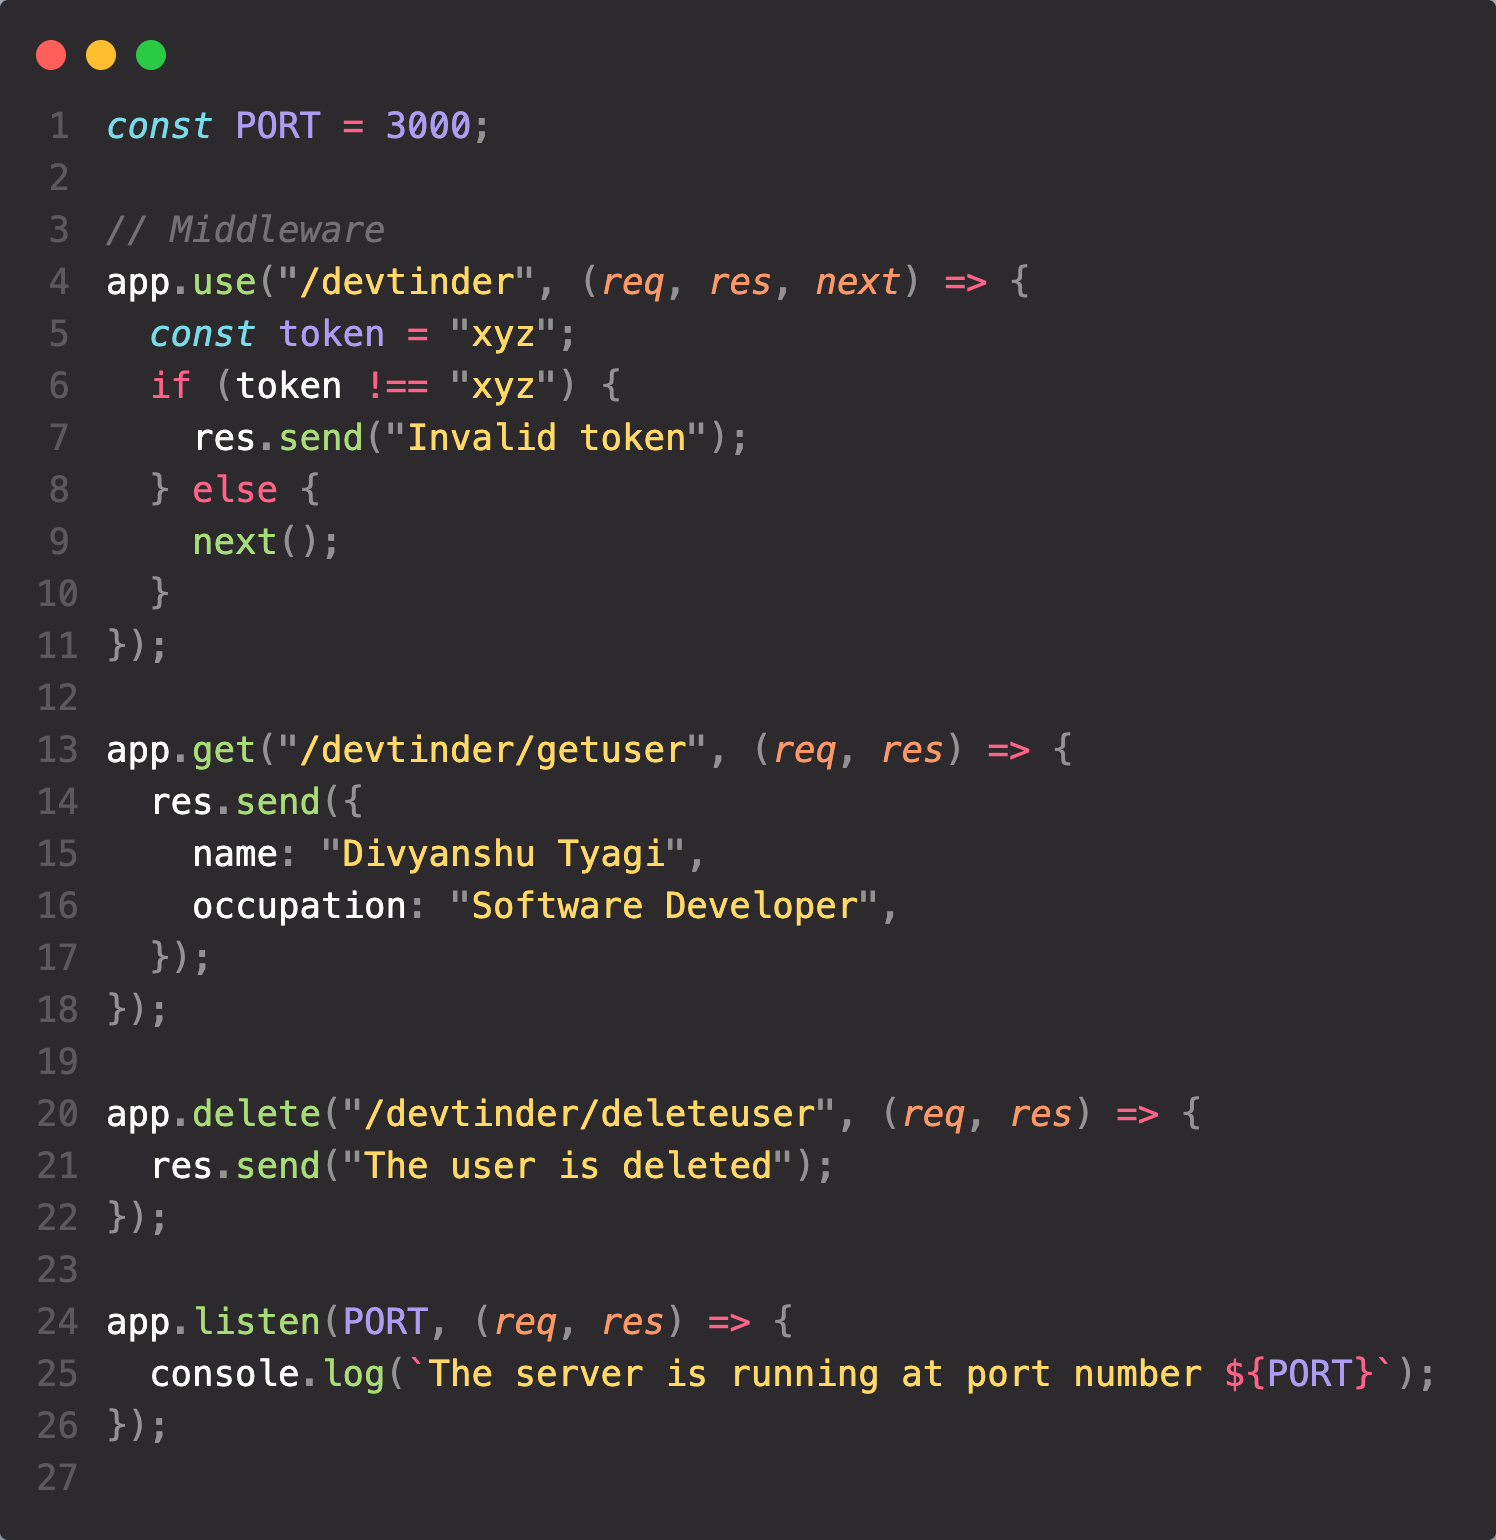 1 const PORT = 3000;
2
3 // Middleware
4 app.use("/devtinder", (req, res, next) => {
5   const token = "xyz";
6   if (token !== "xyz") {
7     res.send("Invalid token");
8   } else {
9     next();
10   }
11 });
12
13 app.get("/devtinder/getuser", (req, res) => {
14   res.send({
15     name: "Divyanshu Tyagi",
16     occupation: "Software Developer",
17   });
18 });
19
20 app.delete("/devtinder/deleteuser", (req, res) => {
21   res.send("The user is deleted");
22 });
23
24 app.listen(PORT, (req, res) => {
25   console.log(`The server is running at port number ${PORT}`);
26 });
27